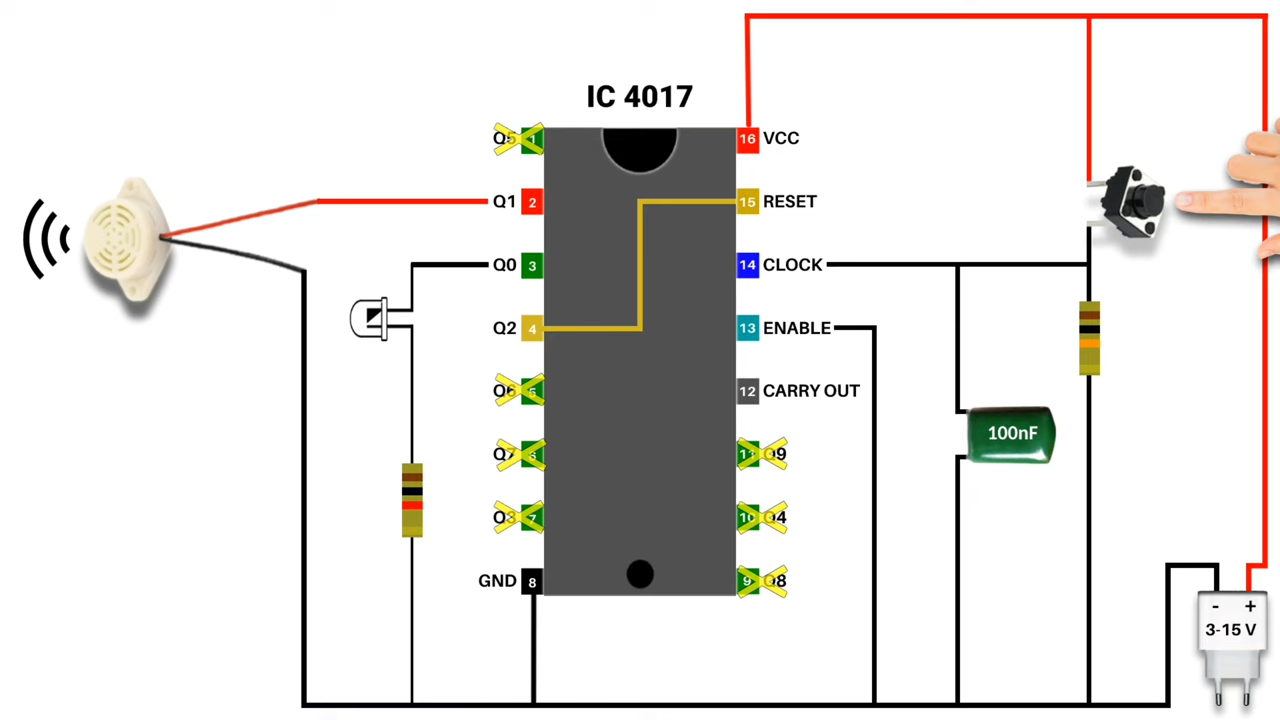 IC 4017
Q5 1
16 VCC
Q1 2
15 RESET
Q0 3
14 CLOCK
Q2 4
13 ENABLE
Q6 5
12 CARRY OUT
Q7 6
11 Q9
100nF
Q3 7
10 Q4
GND 8
9 Q8
- +
3-15 V